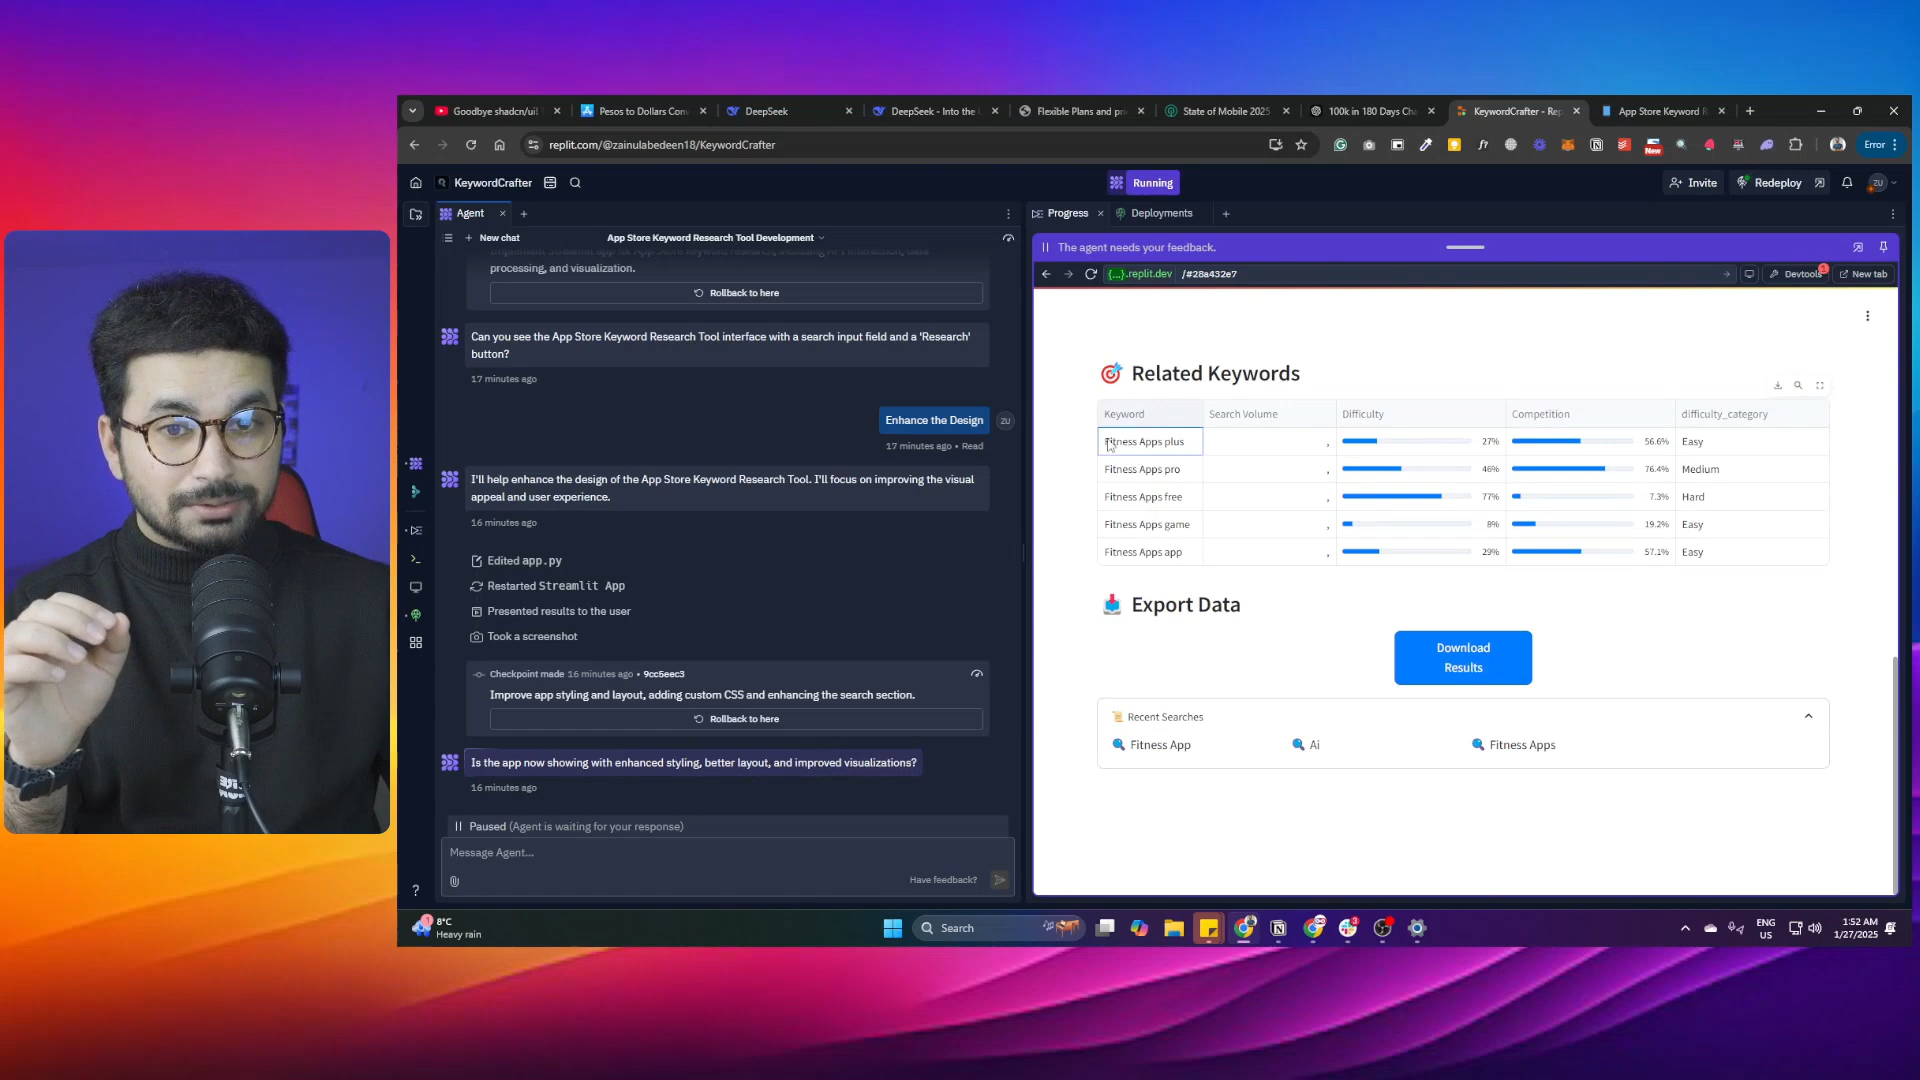 Goodbye shadcn/ui!
Pesos to Dollars Con
DeepSeek
DeepSeek - Into the
Flexible Plans and pri
State of Mobile 2025
100k in 180 Days Cha
KeywordCrafter - Rep
App Store Keyword R
replit.com/@zainulabedeen18/KeywordCrafter
New
Error
KeywordCrafter
Running
Invite
Redeploy
ZU
Agent
Progress
Deployments
New chat
App Store Keyword Research Tool Development
The agent needs your feedback.
{...}.replit.dev /#28a432e7
Devtools
1
New tab
processing, and visualization.
Rollback to here
Can you see the App Store Keyword Research Tool interface with a search input field and a 'Research'
button?
17 minutes ago
Enhance the Design
ZU
17 minutes ago • Read
I'll help enhance the design of the App Store Keyword Research Tool. I'll focus on improving the visual
appeal and user experience.
16 minutes ago
Edited app.py
Restarted Streamlit App
Presented results to the user
Took a screenshot
Checkpoint made 16 minutes ago • 9cc5eec3
Improve app styling and layout, adding custom CSS and enhancing the search section.
Rollback to here
Is the app now showing with enhanced styling, better layout, and improved visualizations?
16 minutes ago
Paused (Agent is waiting for your response)
Message Agent...
Have feedback?
Related Keywords
Keyword Search Volume Difficulty Competition difficulty_category
Fitness Apps plus , 27% 56.6% Easy
Fitness Apps pro , 46% 76.4% Medium
Fitness Apps free , 77% 7.3% Hard
Fitness Apps game , 8% 19.2% Easy
Fitness Apps app , 29% 57.1% Easy
Export Data
Download
Results
Recent Searches
Fitness App
Ai
Fitness Apps
?
1
8°C
Heavy rain
Search
3
ENG
US
1:52 AM
1/27/2025